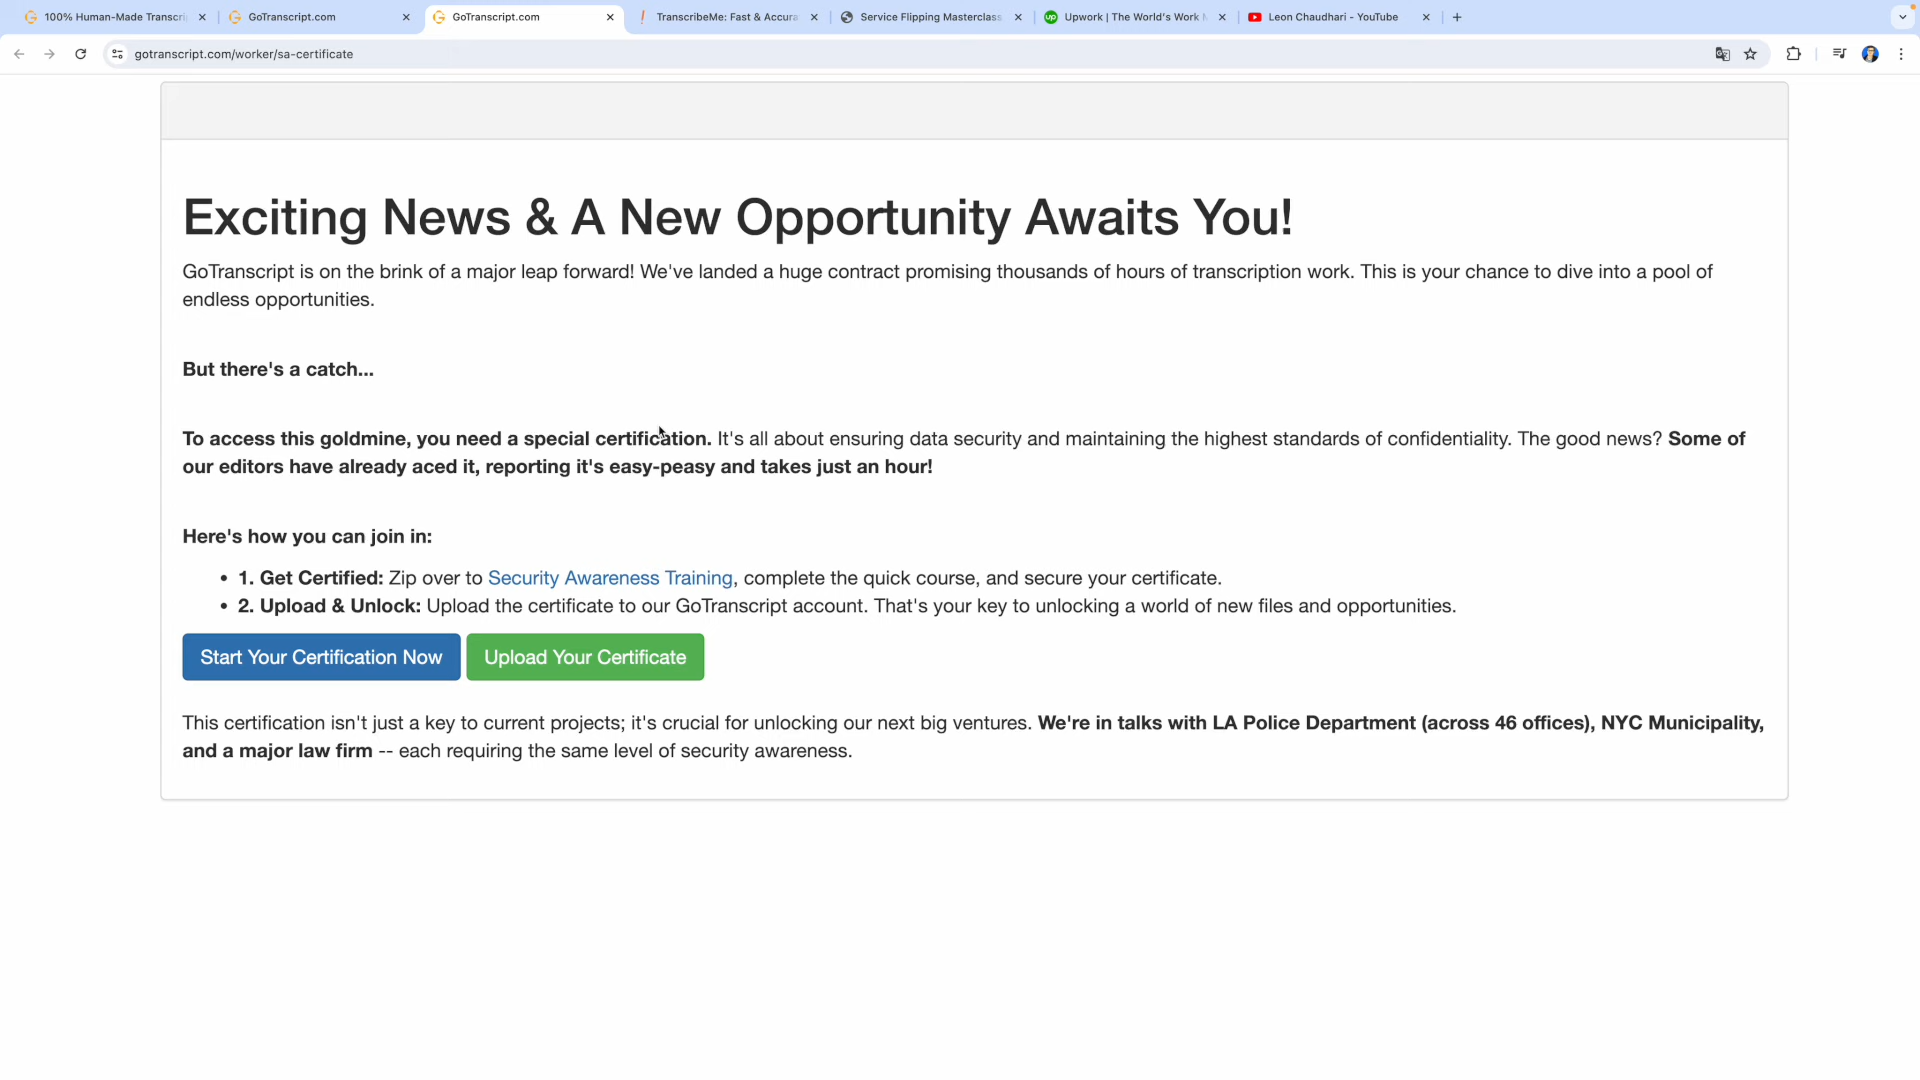 100% Human-Made Transcri
GoTranscript.com
GoTranscript.com
TranscribeMe: Fast & Accura
Service Flipping Masterclass
Upwork | The World's Work M
Leon Chaudhari - YouTube
gotranscript.com/worker/sa-certificate
Exciting News & A New Opportunity Awaits You!
GoTranscript is on the brink of a major leap forward! We've landed a huge contract promising thousands of hours of transcription work. This is your chance to dive into a pool of
endless opportunities.
But there's a catch...
To access this goldmine, you need a special certification. It's all about ensuring data security and maintaining the highest standards of confidentiality. The good news? Some of
our editors have already aced it, reporting it's easy-peasy and takes just an hour!
Here's how you can join in:
• 1. Get Certified: Zip over to Security Awareness Training, complete the quick course, and secure your certificate.
• 2. Upload & Unlock: Upload the certificate to our GoTranscript account. That's your key to unlocking a world of new files and opportunities.
Start Your Certification Now
Upload Your Certificate
This certification isn't just a key to current projects; it's crucial for unlocking our next big ventures. We're in talks with LA Police Department (across 46 offices), NYC Municipality,
and a major law firm -- each requiring the same level of security awareness.